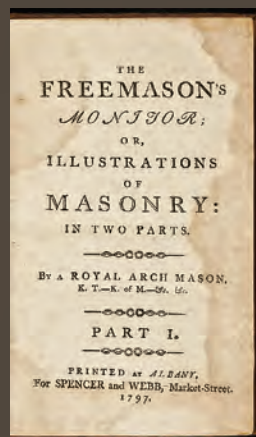 THE
FREEMASON'S
MONITOR;
OR,
ILLUSTRATIONS
OF
MASONRY:
IN TWO PARTS.
BY A ROYAL ARCH MASON,
K. T.—K. of M.—&c. &c.
PART I.
PRINTED AT ALBANY,
For SPENCER and WEBB, Market-Street.
1797.